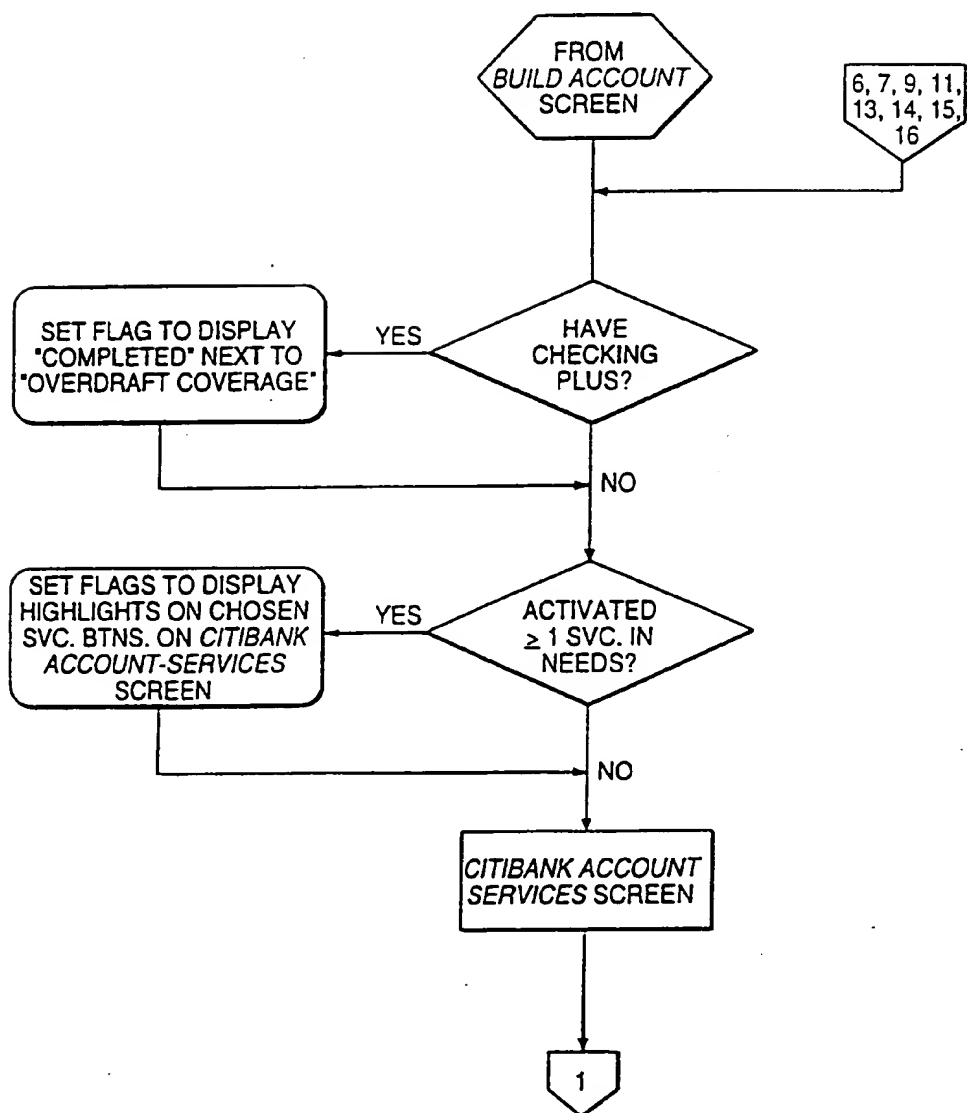 FROM
BUILD ACCOUNT
SCREEN
6, 7, 9, 11,
13, 14, 15,
16
HAVE
CHECKING
PLUS?
YES
SET FLAG TO DISPLAY
"COMPLETED" NEXT TO
"OVERDRAFT COVERAGE"
NO
ACTIVATED
≥ 1 SVC. IN
NEEDS?
YES
SET FLAGS TO DISPLAY
HIGHLIGHTS ON CHOSEN
SVC. BTNS. ON CITIBANK
ACCOUNT-SERVICES
SCREEN
NO
CITIBANK ACCOUNT
SERVICES SCREEN
1